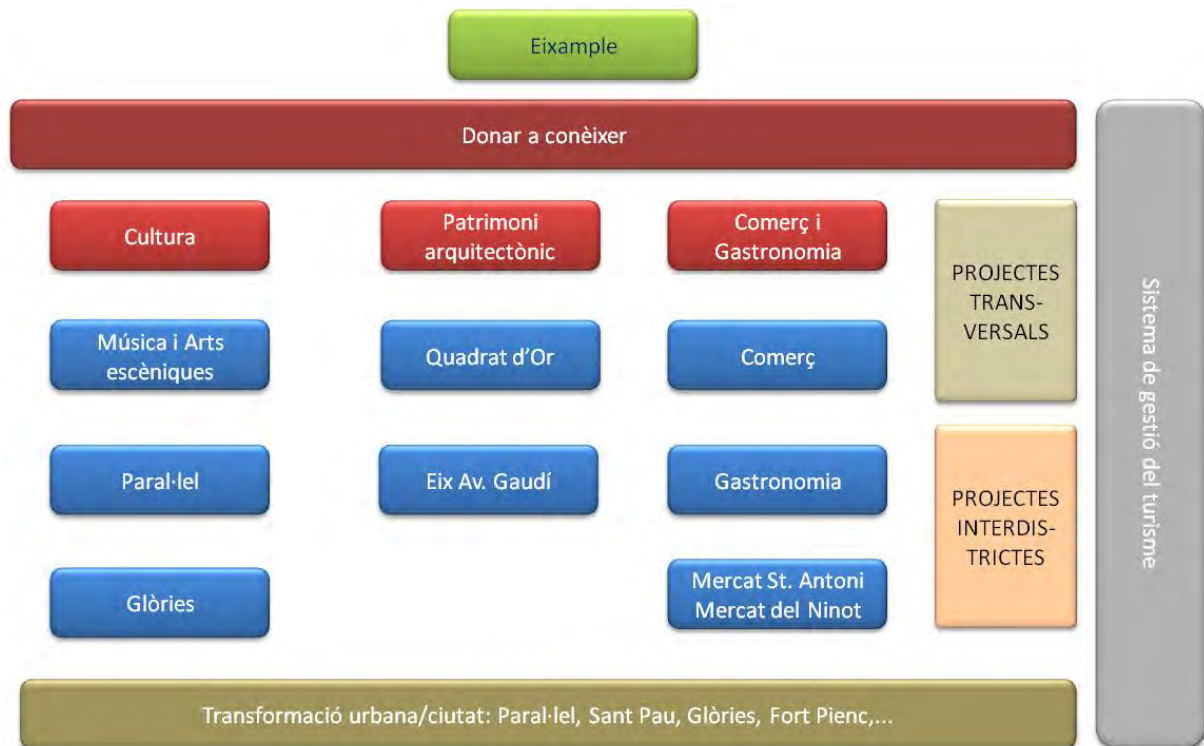 Eixample
Donar a conèixer
Cultura
Patrimoni
arquitectònic
Comerç i
Gastronomia
PROJECTES
TRANS-
VERSALS
Música i Arts
escèniques
Quadrat d’Or
Comerç
Paral·lel
Eix Av. Gaudí
Gastronomia
PROJECTES
INTERDIS-
TRICTES
Glòries
Mercat St. Antoni
Mercat del Ninot
Transformació urbana/ciutat: Paral·lel, Sant Pau, Glòries, Fort Pienc,...
Sistema de gestió del turisme